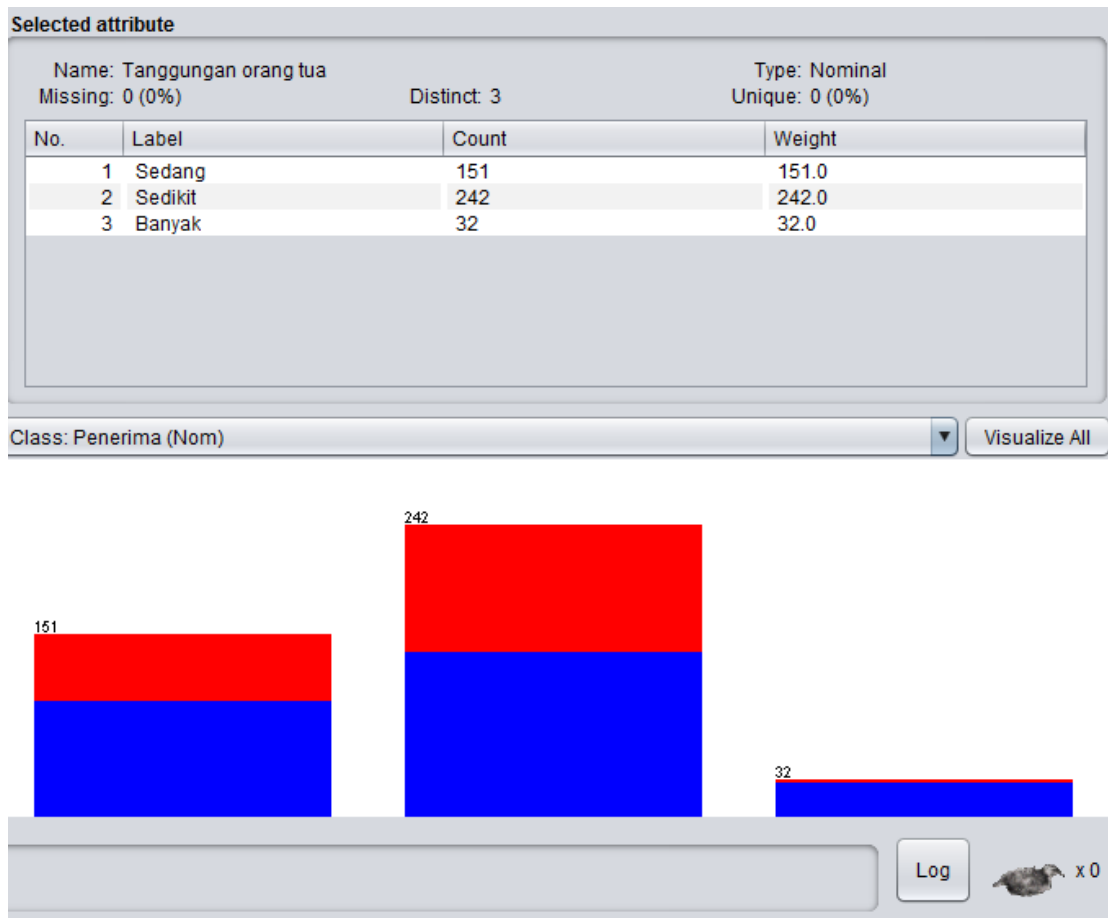 Selected attribute
Name: Tanggungan orang tua Type: Nominal
Missing: 0 (0%) Distinct: 3 Unique: 0 (0%)
No. Label Count Weight
1 Sedang 151 151.0
2 Sedikit 242 242.0
3 Banyak 32 32.0
Class: Penerima (Nom) Visualize All
242
151
32
Log x 0